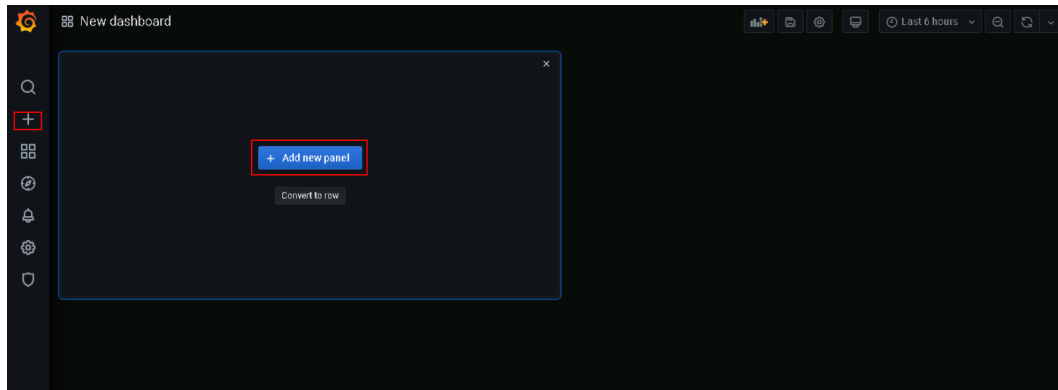 New dashboard
Last 6 hours
+ Add new panel
Convert to row